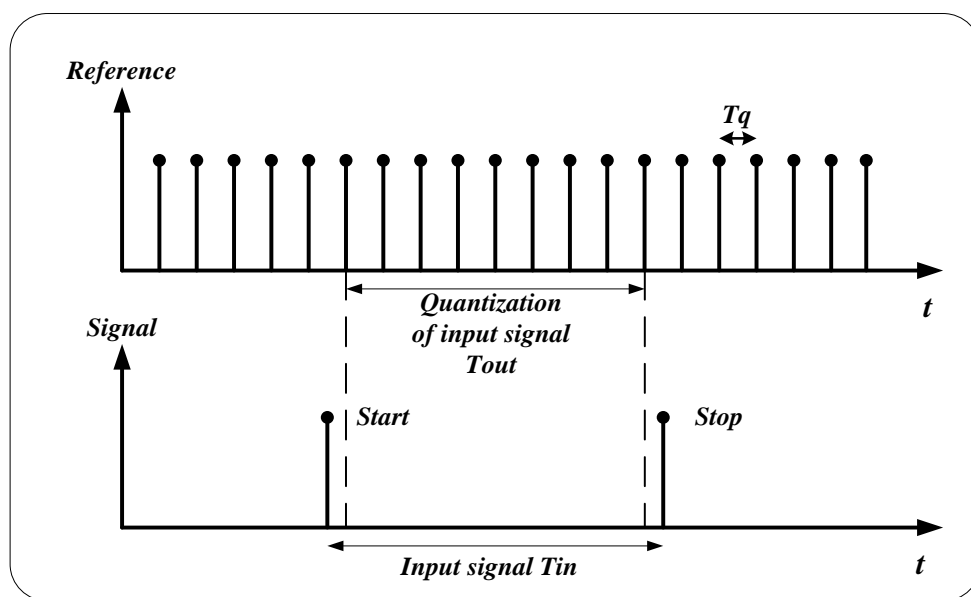 Reference
Tq
Quantization
of input signal
Tout
t
Signal
Start
Stop
Input signal Tin
t